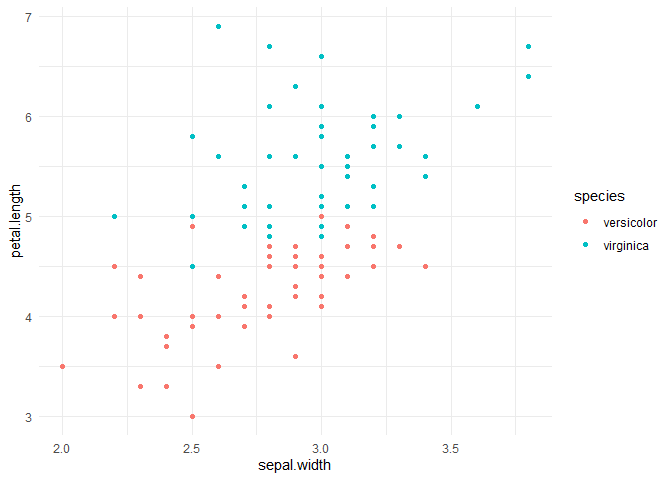 7
6
5
4
3
petal.length
2.0 2.5 3.0 3.5
sepal.width
species
versicolor
virginica